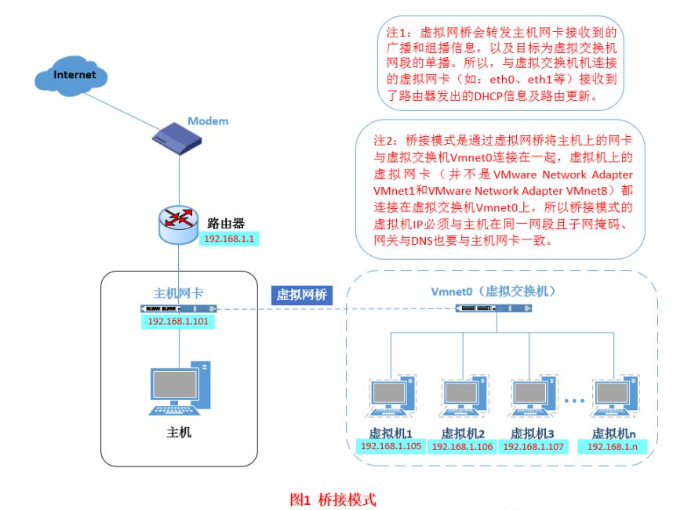 注1：虚拟网桥会转发主机网卡接收到的
广播和组播信息，以及目标为虚拟交换机
网段的单播。所以，与虚拟交换机机连接
的虚拟网卡（如：eth0、eth1等）接收到
了路由器发出的DHCP信息及路由更新。
Internet
Modem
注2：桥接模式是通过虚拟网桥将主机上的网卡
与虚拟交换机Vmnet0连接在一起，虚拟机上的
虚拟网卡（并不是VMware Network Adapter
VMnet1和VMware Network Adapter VMnet8）都
连接在虚拟交换机Vmnet0上，所以桥接模式的
虚拟机IP必须与主机在同一网段且子网掩码、
网关与DNS也要与主机网卡一致。
路由器
192.168.1.1
主机网卡
192.168.1.101
主机
虚拟网桥
Vmnet0（虚拟交换机）
...
虚拟机1
192.168.1.105
虚拟机2
192.168.1.106
虚拟机3
192.168.1.107
虚拟机n
192.168.1.n
图1 桥接模式